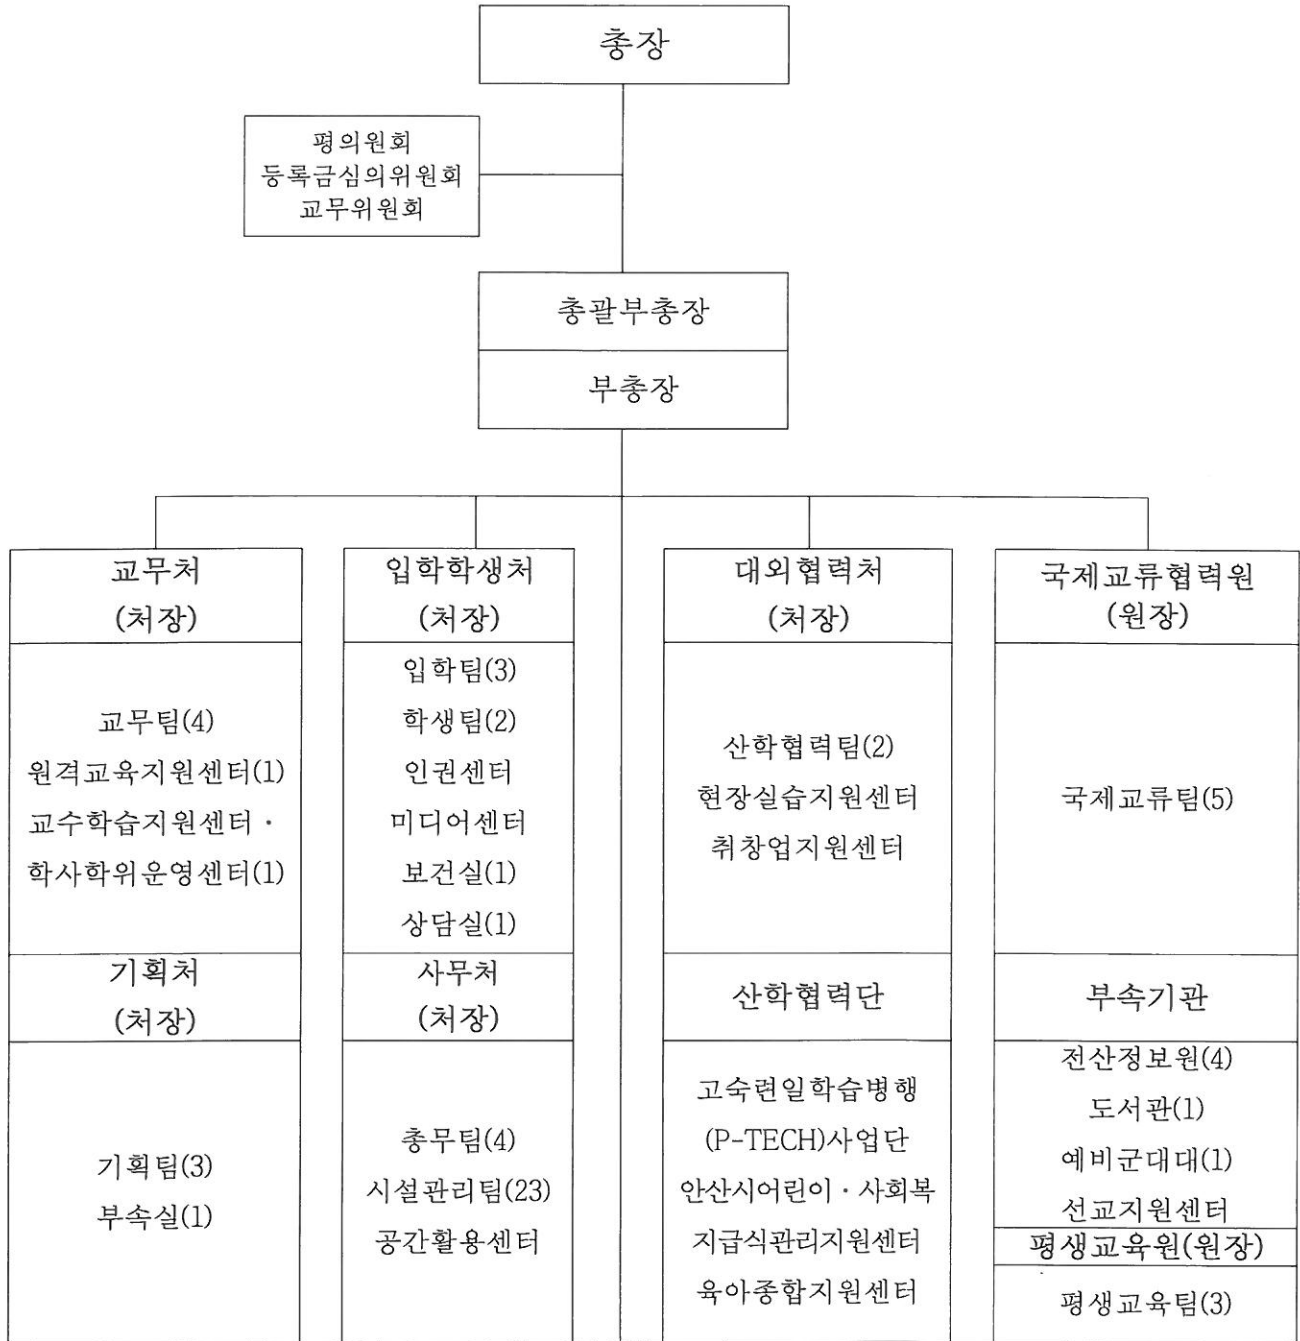 총장
평의원회
등록금심의위원회
교무위원회
총괄부총장
부총장
교무처
(처장)
교무팀(4)
원격교육지원센터(1)
교수학습지원센터·
학사학위운영센터(1)
기획처
(처장)
기획팀(3)
부속실(1)
입학학생처
(처장)
입학팀(3)
학생팀(2)
인권센터
미디어센터
보건실(1)
상담실(1)
사무처
(처장)
총무팀(4)
시설관리팀(23)
공간활용센터
대외협력처
(처장)
산학협력팀(2)
현장실습지원센터
취창업지원센터
산학협력단
고숙련일학습병행
(P-TECH)사업단
안산시어린이·사회복
지급식관리지원센터
육아종합지원센터
국제교류협력원
(원장)
국제교류팀(5)
부속기관
전산정보원(4)
도서관(1)
예비군대대(1)
선교지원센터
평생교육원(원장)
평생교육팀(3)